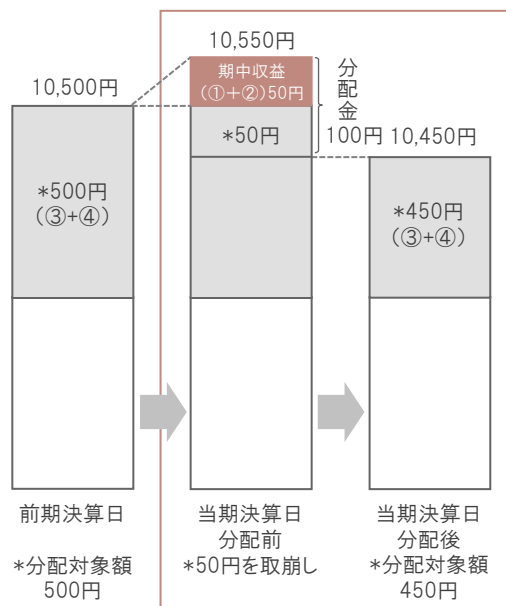 10,500円
*500円
(③+④)
前期決算日
*分配対象額
500円
10,550円
期中収益
(①+②)50円
*50円
分配金
100円
当期決算日
分配前
*50円を取崩し
10,450円
*450円
(③+④)
当期決算日
分配後
*分配対象額
450円